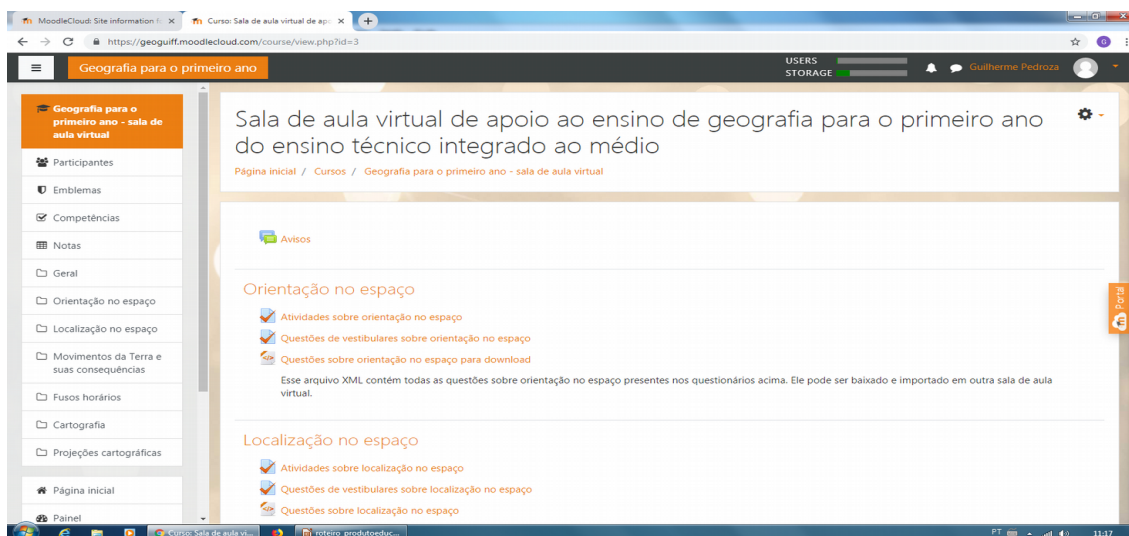 MoodleCloud: Site information f
Curso: Sala de aula virtual de apo
https://geoguiff.moodlecloud.com/course/view.php?id=3
G
Geografia para o primeiro ano
USERS
STORAGE
Guilherme Pedroza
Geografia para o
primeiro ano - sala de
aula virtual
Participantes
Emblemas
Competências
Notas
Geral
Orientação no espaço
Localização no espaço
Movimentos da Terra e
suas consequências
Fusos horários
Cartografia
Projeções cartográficas
Página inicial
Painel
Sala de aula virtual de apoio ao ensino de geografia para o primeiro ano
do ensino técnico integrado ao médio
Página inicial / Cursos / Geografia para o primeiro ano - sala de aula virtual
Avisos
Orientação no espaço
Atividades sobre orientação no espaço
Questões de vestibulares sobre orientação no espaço
Questões sobre orientação no espaço para download
Esse arquivo XML contém todas as questões sobre orientação no espaço presentes nos questionários acima. Ele pode ser baixado e importado em outra sala de aula
virtual.
Localização no espaço
Atividades sobre localização no espaço
Questões de vestibulares sobre localização no espaço
Questões sobre localização no espaço
Portal
Curso: Sala de aula vi...
roteiro_produtoeduc...
PT
11:17